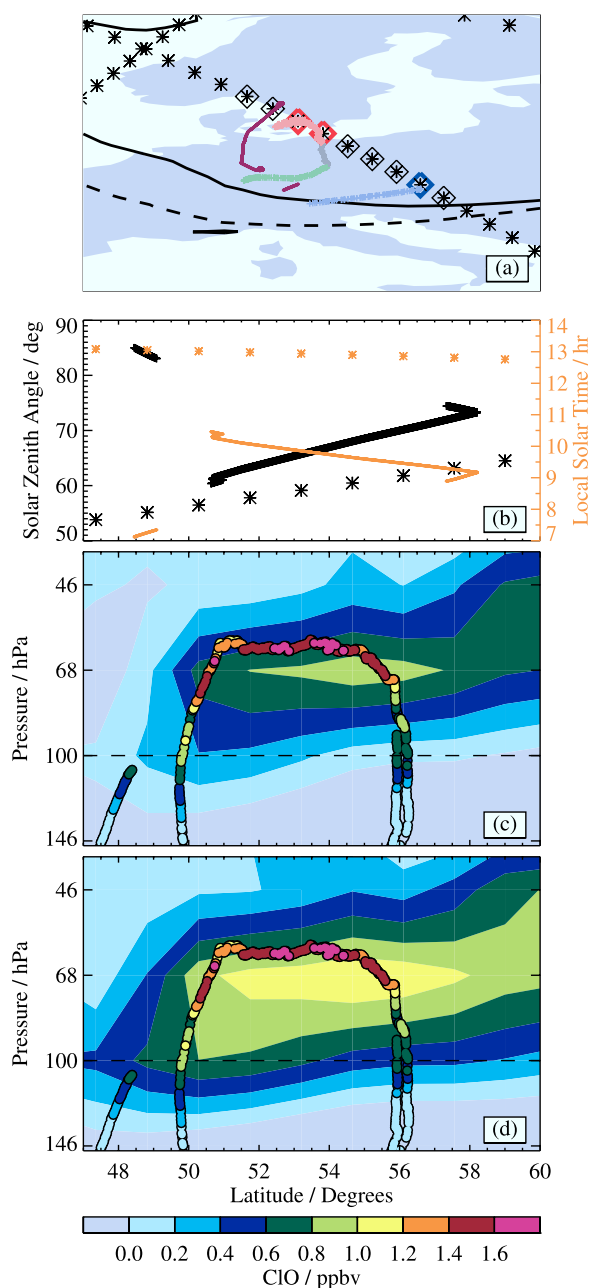 (a)
90
80
70
60
50
Solar Zenith Angle / deg
14
13
12
11
10
9
8
7
Local Solar Time / hr
(b)
46
68
100
146
Pressure / hPa
(c)
46
68
100
146
Pressure / hPa
(d)
48 50 52 54 56 58 60
Latitude / Degrees
0.0 0.2 0.4 0.6 0.8 1.0 1.2 1.4 1.6
ClO / ppbv